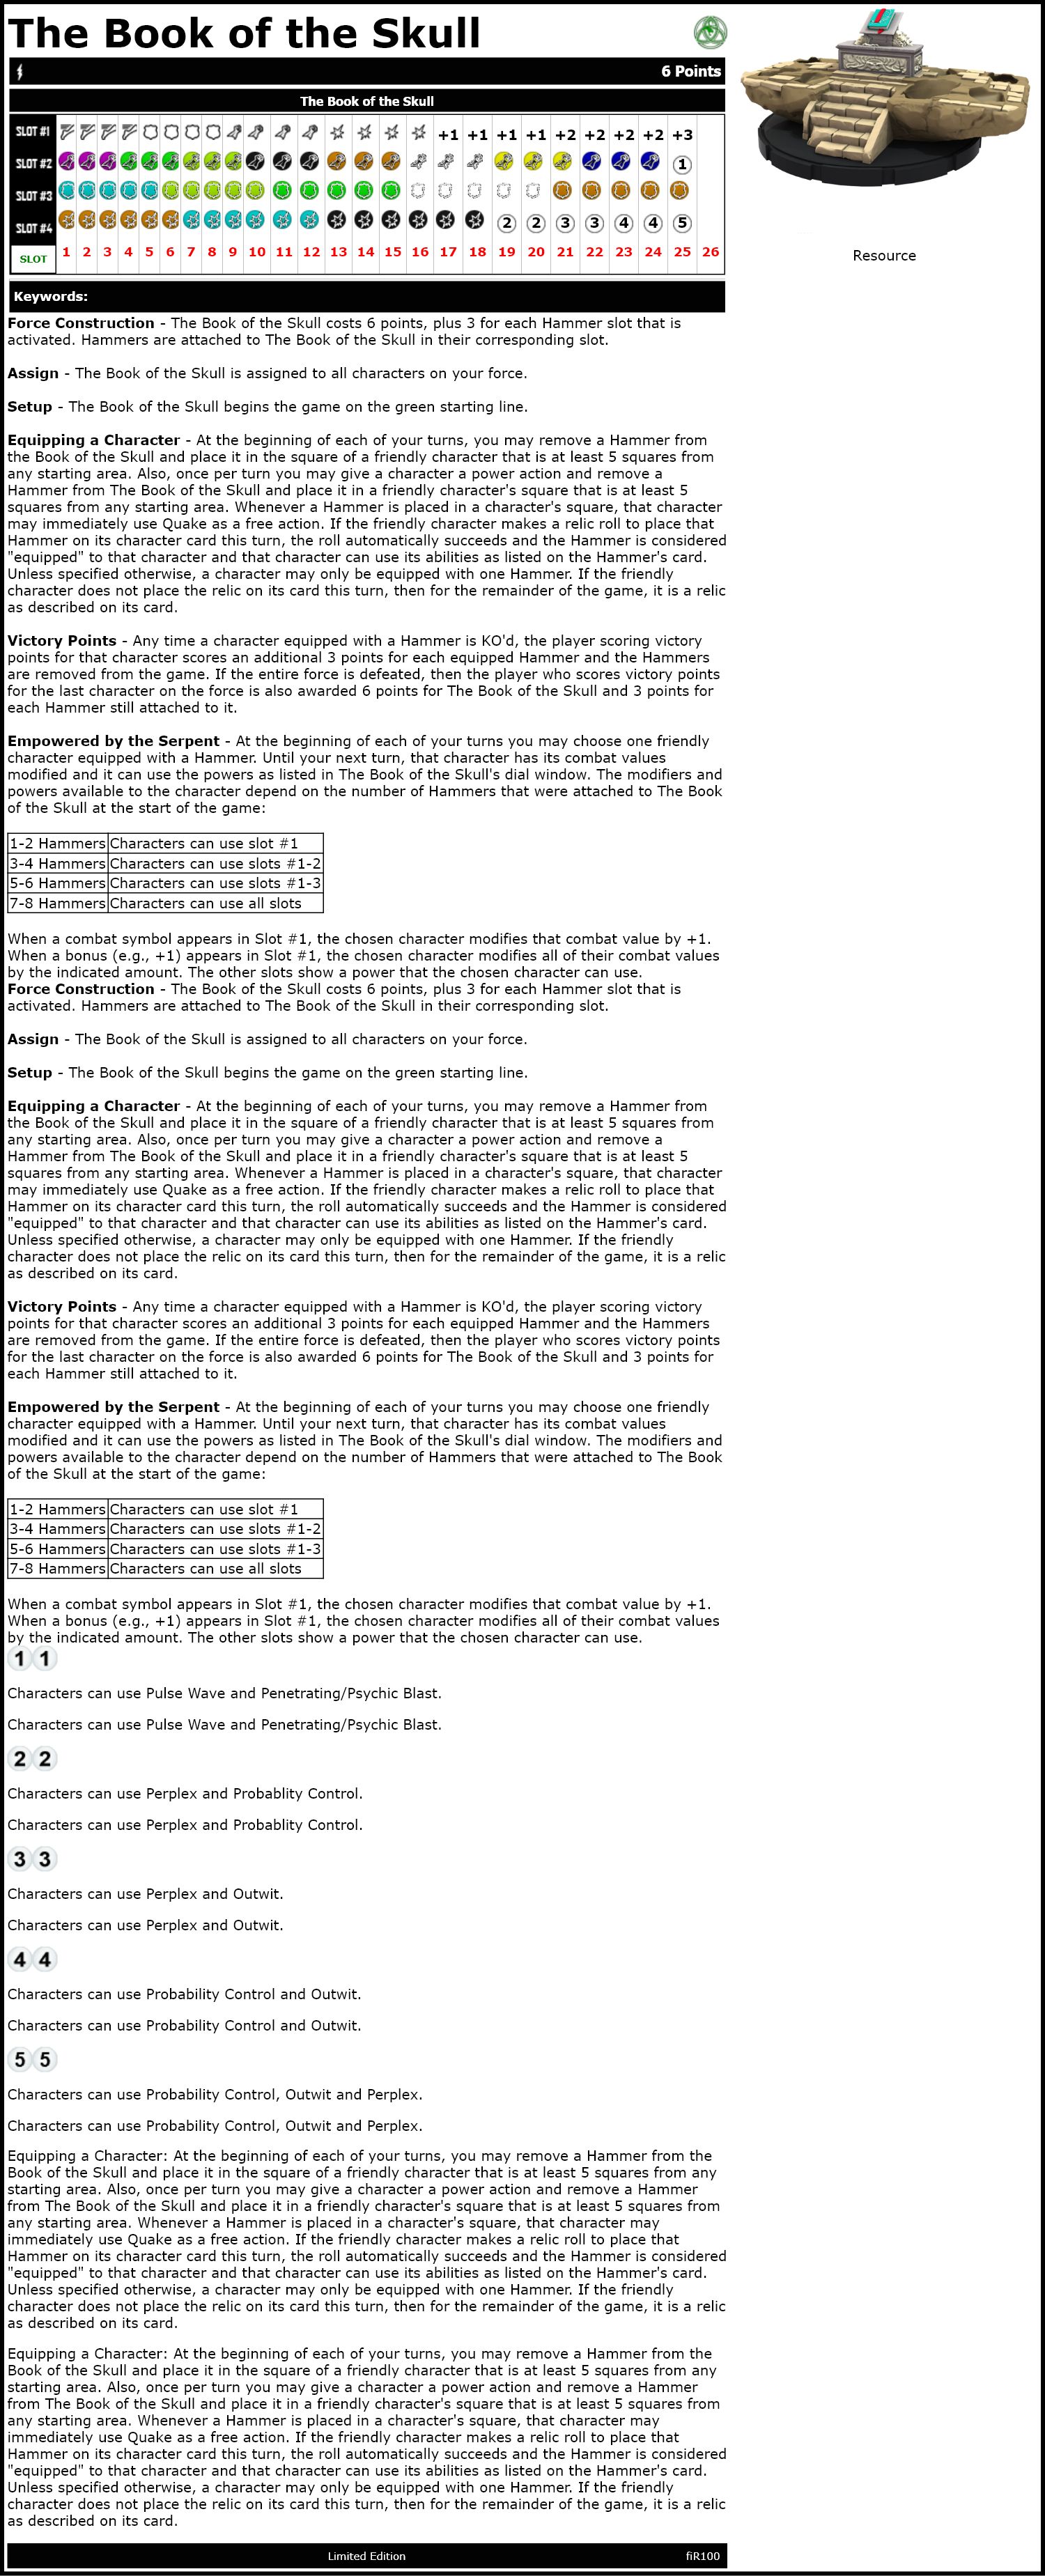 The Book of the Skull
6 Points
The Book of the Skull
SLOT #1 +1 +1 +1 +1 +2 +2 +2 +2 +3
SLOT #2 1
SLOT #3
SLOT #4 2 2 3 3 4 4 5
SLOT 1 2 3 4 5 6 7 8 9 10 11 12 13 14 15 16 17 18 19 20 21 22 23 24 25 26
Resource
Keywords:
Force Construction - The Book of the Skull costs 6 points, plus 3 for each Hammer slot that is
activated. Hammers are attached to The Book of the Skull in their corresponding slot.
Assign - The Book of the Skull is assigned to all characters on your force.
Setup - The Book of the Skull begins the game on the green starting line.
Equipping a Character - At the beginning of each of your turns, you may remove a Hammer from
the Book of the Skull and place it in the square of a friendly character that is at least 5 squares from
any starting area. Also, once per turn you may give a character a power action and remove a
Hammer from The Book of the Skull and place it in a friendly character's square that is at least 5
squares from any starting area. Whenever a Hammer is placed in a character's square, that character
may immediately use Quake as a free action. If the friendly character makes a relic roll to place that
Hammer on its character card this turn, the roll automatically succeeds and the Hammer is considered
"equipped" to that character and that character can use its abilities as listed on the Hammer's card.
Unless specified otherwise, a character may only be equipped with one Hammer. If the friendly
character does not place the relic on its card this turn, then for the remainder of the game, it is a relic
as described on its card.
Victory Points - Any time a character equipped with a Hammer is KO'd, the player scoring victory
points for that character scores an additional 3 points for each equipped Hammer and the Hammers
are removed from the game. If the entire force is defeated, then the player who scores victory points
for the last character on the force is also awarded 6 points for The Book of the Skull and 3 points for
each Hammer still attached to it.
Empowered by the Serpent - At the beginning of each of your turns you may choose one friendly
character equipped with a Hammer. Until your next turn, that character has its combat values
modified and it can use the powers as listed in The Book of the Skull's dial window. The modifiers and
powers available to the character depend on the number of Hammers that were attached to The Book
of the Skull at the start of the game:
1-2 Hammers Characters can use slot #1
3-4 Hammers Characters can use slots #1-2
5-6 Hammers Characters can use slots #1-3
7-8 Hammers Characters can use all slots
When a combat symbol appears in Slot #1, the chosen character modifies that combat value by +1.
When a bonus (e.g., +1) appears in Slot #1, the chosen character modifies all of their combat values
by the indicated amount. The other slots show a power that the chosen character can use.
Force Construction - The Book of the Skull costs 6 points, plus 3 for each Hammer slot that is
activated. Hammers are attached to The Book of the Skull in their corresponding slot.
Assign - The Book of the Skull is assigned to all characters on your force.
Setup - The Book of the Skull begins the game on the green starting line.
Equipping a Character - At the beginning of each of your turns, you may remove a Hammer from
the Book of the Skull and place it in the square of a friendly character that is at least 5 squares from
any starting area. Also, once per turn you may give a character a power action and remove a
Hammer from The Book of the Skull and place it in a friendly character's square that is at least 5
squares from any starting area. Whenever a Hammer is placed in a character's square, that character
may immediately use Quake as a free action. If the friendly character makes a relic roll to place that
Hammer on its character card this turn, the roll automatically succeeds and the Hammer is considered
"equipped" to that character and that character can use its abilities as listed on the Hammer's card.
Unless specified otherwise, a character may only be equipped with one Hammer. If the friendly
character does not place the relic on its card this turn, then for the remainder of the game, it is a relic
as described on its card.
Victory Points - Any time a character equipped with a Hammer is KO'd, the player scoring victory
points for that character scores an additional 3 points for each equipped Hammer and the Hammers
are removed from the game. If the entire force is defeated, then the player who scores victory points
for the last character on the force is also awarded 6 points for The Book of the Skull and 3 points for
each Hammer still attached to it.
Empowered by the Serpent - At the beginning of each of your turns you may choose one friendly
character equipped with a Hammer. Until your next turn, that character has its combat values
modified and it can use the powers as listed in The Book of the Skull's dial window. The modifiers and
powers available to the character depend on the number of Hammers that were attached to The Book
of the Skull at the start of the game:
1-2 Hammers Characters can use slot #1
3-4 Hammers Characters can use slots #1-2
5-6 Hammers Characters can use slots #1-3
7-8 Hammers Characters can use all slots
When a combat symbol appears in Slot #1, the chosen character modifies that combat value by +1.
When a bonus (e.g., +1) appears in Slot #1, the chosen character modifies all of their combat values
by the indicated amount. The other slots show a power that the chosen character can use.
1 1
Characters can use Pulse Wave and Penetrating/Psychic Blast.
Characters can use Pulse Wave and Penetrating/Psychic Blast.
2 2
Characters can use Perplex and Probablity Control.
Characters can use Perplex and Probablity Control.
3 3
Characters can use Perplex and Outwit.
Characters can use Perplex and Outwit.
4 4
Characters can use Probability Control and Outwit.
Characters can use Probability Control and Outwit.
5 5
Characters can use Probability Control, Outwit and Perplex.
Characters can use Probability Control, Outwit and Perplex.
Equipping a Character: At the beginning of each of your turns, you may remove a Hammer from the
Book of the Skull and place it in the square of a friendly character that is at least 5 squares from any
starting area. Also, once per turn you may give a character a power action and remove a Hammer
from The Book of the Skull and place it in a friendly character's square that is at least 5 squares from
any starting area. Whenever a Hammer is placed in a character's square, that character may
immediately use Quake as a free action. If the friendly character makes a relic roll to place that
Hammer on its character card this turn, the roll automatically succeeds and the Hammer is considered
"equipped" to that character and that character can use its abilities as listed on the Hammer's card.
Unless specified otherwise, a character may only be equipped with one Hammer. If the friendly
character does not place the relic on its card this turn, then for the remainder of the game, it is a relic
as described on its card.
Equipping a Character: At the beginning of each of your turns, you may remove a Hammer from the
Book of the Skull and place it in the square of a friendly character that is at least 5 squares from any
starting area. Also, once per turn you may give a character a power action and remove a Hammer
from The Book of the Skull and place it in a friendly character's square that is at least 5 squares from
any starting area. Whenever a Hammer is placed in a character's square, that character may
immediately use Quake as a free action. If the friendly character makes a relic roll to place that
Hammer on its character card this turn, the roll automatically succeeds and the Hammer is considered
"equipped" to that character and that character can use its abilities as listed on the Hammer's card.
Unless specified otherwise, a character may only be equipped with one Hammer. If the friendly
character does not place the relic on its card this turn, then for the remainder of the game, it is a relic
as described on its card.
Limited Edition
fiR100